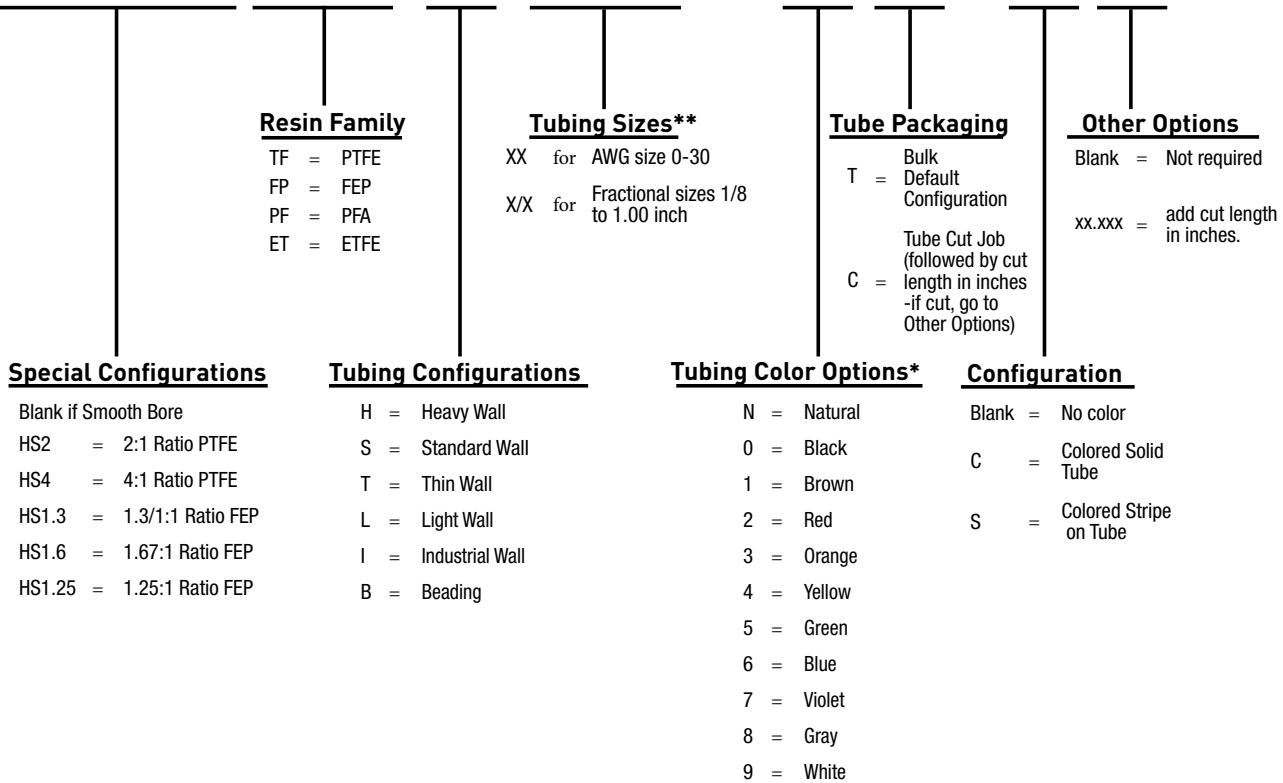 Resin Family
TF = PTFE
FP = FEP
PF = PFA
ET = ETFE
Tubing Sizes**
XX for AWG size 0-30
X/X for Fractional sizes 1/8
to 1.00 inch
Tube Packaging
T = Bulk
Default
Configuration
C = Tube Cut Job
(followed by cut
length in inches
-if cut, go to
Other Options)
Other Options
Blank = Not required
xx.xxx = add cut length
in inches.
Special Configurations
Blank if Smooth Bore
HS2 = 2:1 Ratio PTFE
HS4 = 4:1 Ratio PTFE
HS1.3 = 1.3/1:1 Ratio FEP
HS1.6 = 1.67:1 Ratio FEP
HS1.25 = 1.25:1 Ratio FEP
Tubing Configurations
H = Heavy Wall
S = Standard Wall
T = Thin Wall
L = Light Wall
I = Industrial Wall
B = Beading
Tubing Color Options*
N = Natural
0 = Black
1 = Brown
2 = Red
3 = Orange
4 = Yellow
5 = Green
6 = Blue
7 = Violet
8 = Gray
9 = White
Configuration
Blank = No color
C = Colored Solid
Tube
S = Colored Stripe
on Tube